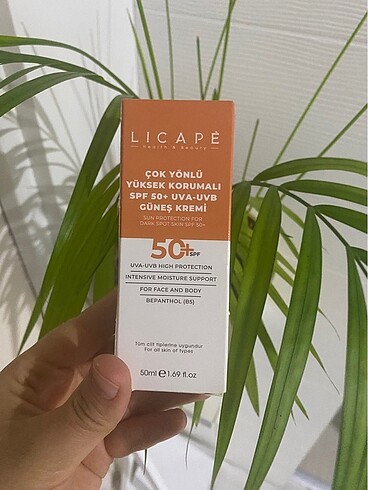 LICAPÈ
Health & Beauty
ÇOK YÖNLÜ
YÜKSEK KORUMALI
SPF 50+ UVA-UVB
GÜNEŞ KREMİ
SUN PROTECTION FOR
DARK SPOT SKIN SPF 50+
50+ SPF
UVA-UVB HIGH PROTECTION
INTENSIVE MOISTURE SUPPORT
FOR FACE AND BODY
BEPANTHOL (B5)
Tüm cilt tiplerine uygundur
For all skin of types
50ml ℮ 1.69 fl.oz